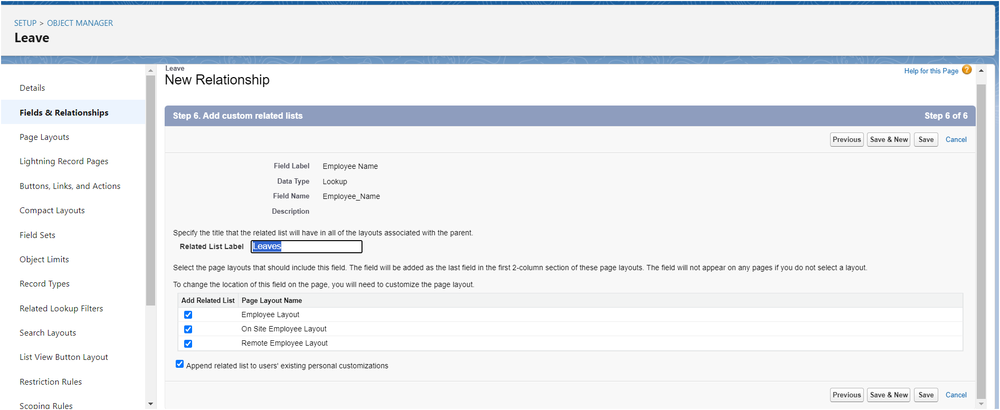 SETUP > OBJECT MANAGER
Leave
Details
Fields & Relationships
Page Layouts
Lightning Record Pages
Buttons, Links, and Actions
Compact Layouts
Field Sets
Object Limits
Record Types
Related Lookup Filters
Search Layouts
List View Button Layout
Restriction Rules
Scoping Rules
Leave
New Relationship
Help for this Page ?
Step 6. Add custom related lists Step 6 of 6
Previous Save & New Save Cancel
Field Label Employee Name
Data Type Lookup
Field Name Employee_Name
Description
Specify the title that the related list will have in all of the layouts associated with the parent.
Related List Label Leaves
Select the page layouts that should include this field. The field will be added as the last field in the first 2-column section of these page layouts. The field will not appear on any pages if you do not select a layout.
To change the location of this field on the page, you will need to customize the page layout.
Add Related List Page Layout Name
Employee Layout
On Site Employee Layout
Remote Employee Layout
Append related list to users' existing personal customizations
Previous Save & New Save Cancel